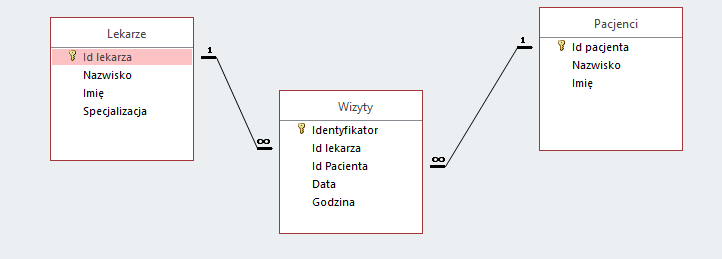 Lekarze
Id lekarza
Nazwisko
Imię
Specjalizacja
1
∞
Wizyty
Identyfikator
Id lekarza
Id Pacienta
Data
Godzina
∞
1
Pacjenci
Id pacjenta
Nazwisko
Imię